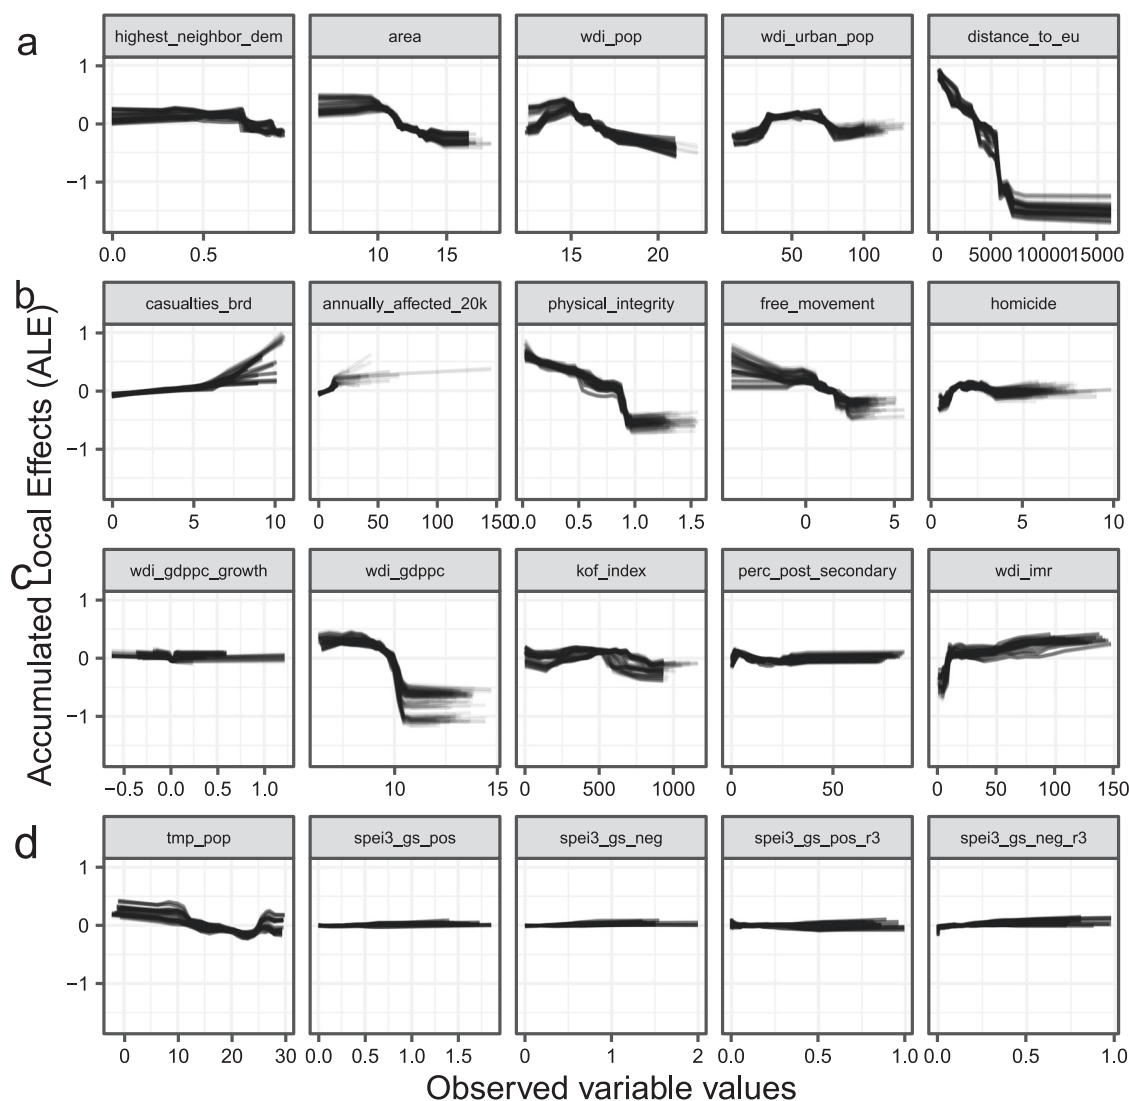 a
highest_neighbor_dem area wdi_pop wdi_urban_pop distance_to_eu
1
0
−1
0.0 0.5 10 15 15 20 50 100 0 5000 10000 15000
b
casualties_brd annually_affected_20k physical_integrity free_movement homicide
1
0
−1
0 5 10 0 50 100 150 0.0 0.5 1.0 1.5 0 5 0 5 10
Accumulated Local Effects (ALE)
c
wdi_gdppc_growth wdi_gdppc kof_index perc_post_secondary wdi_imr
1
0
−1
−0.5 0.0 0.5 1.0 10 15 0 500 1000 0 50 0 50 100 150
d
tmp_pop spei3_gs_pos spei3_gs_neg spei3_gs_pos_r3 spei3_gs_neg_r3
1
0
−1
0 10 20 30 0.0 0.5 1.0 1.5 0 1 2 0.0 0.5 1.0 0.0 0.5 1.0
Observed variable values